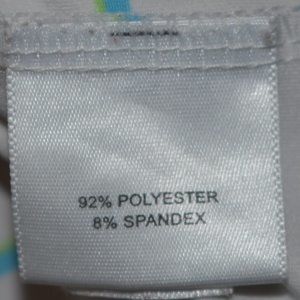 92% POLYESTER
8% SPANDEX